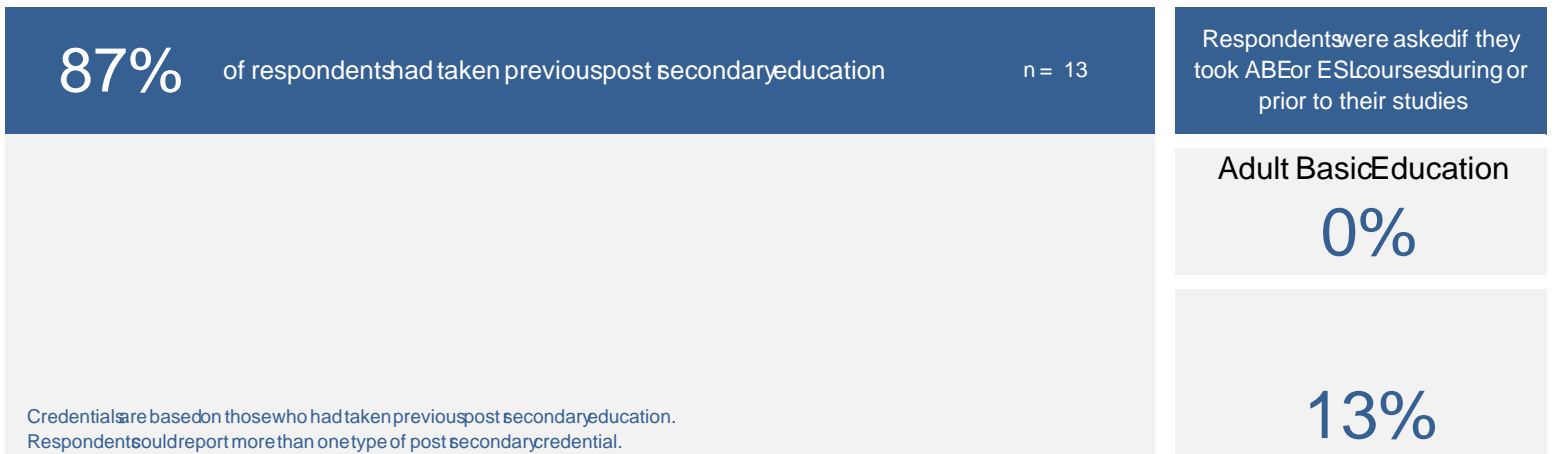 87% of respondents had taken previous post secondary education n = 13
Credentials are based on those who had taken previous post secondary education.
Respondents could report more than one type of post secondary credential.
Respondents were asked if they
took ABE or ESL courses during or
prior to their studies
Adult Basic Education
0%
13%